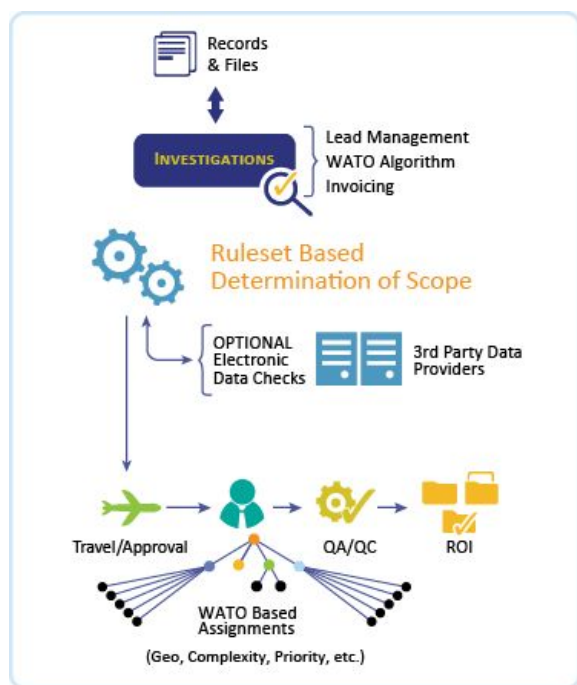 Records
& Files
INVESTIGATIONS
Lead Management
WATO Algorithm
Invoicing
Ruleset Based
Determination of Scope
OPTIONAL
Electronic
Data Checks
3rd Party Data
Providers
Travel/Approval
QA/QC
ROI
WATO Based
Assignments
(Geo, Complexity, Priority, etc.)